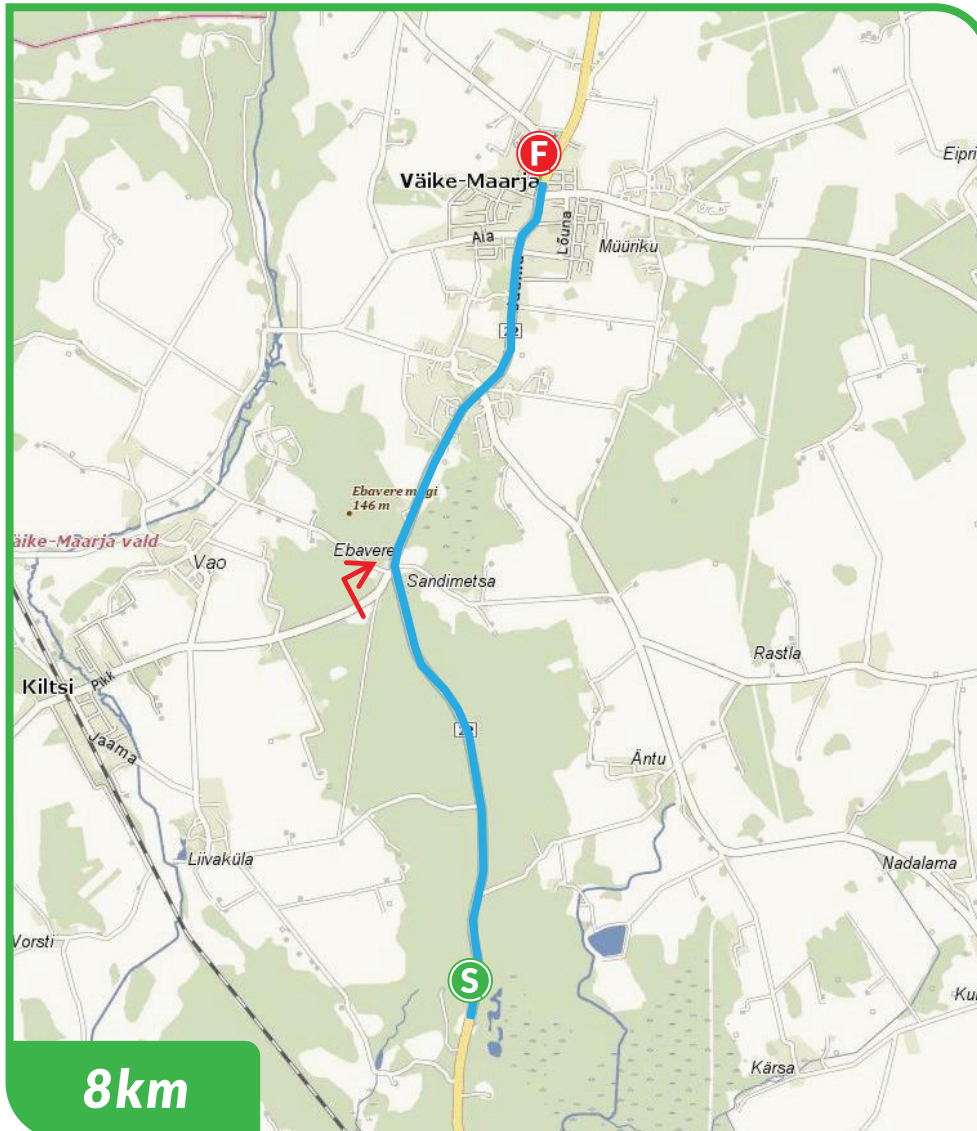 F
Väike-Maarja
Eipri
Ala
Lõuna
Müüriku
22
Ebavere mägi
146 m
äike-Maarja vald
Vao
Ebavere
Sandimetsa
Rastla
Kiltsi
Pikk
Jaama
22
Äntu
Liivaküla
Nadalama
Vorsti
S
Kärsa
8km